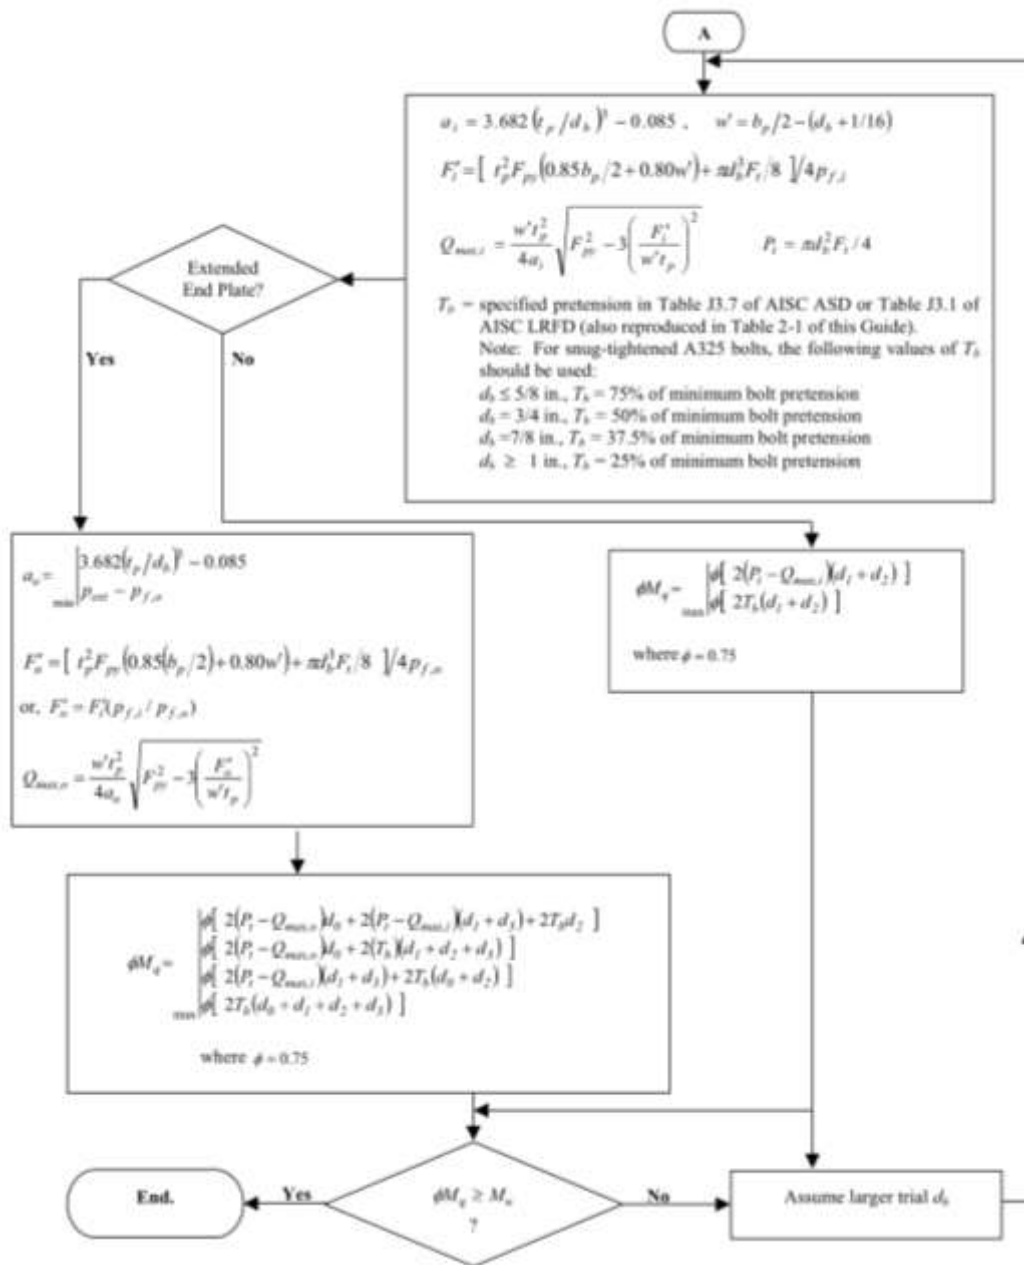 A
a_i = 3.682(t_p/d_b)^3 − 0.085 , w' = b_p/2 − (d_b + 1/16)
F_i' = [ t_p^2 F_py(0.85b_p/2 + 0.80w') + πd_b^3 F_t/8 ]/4p_f,i
Q_max,i = w't_p^2/4a_i √(F_py^2 − 3(F_i'/w't_p)^2) P_t = πd_b^2 F_t/4
T_b = specified pretension in Table J3.7 of AISC ASD or Table J3.1 of
AISC LRFD (also reproduced in Table 2-1 of this Guide).
Note: For snug-tightened A325 bolts, the following values of T_b
should be used:
d_b ≤ 5/8 in., T_b = 75% of minimum bolt pretension
d_b = 3/4 in., T_b = 50% of minimum bolt pretension
d_b =7/8 in., T_b = 37.5% of minimum bolt pretension
d_b ≥ 1 in., T_b = 25% of minimum bolt pretension
Extended
End Plate?
Yes
No
a_o = min | 3.682(t_p/d_b)^3 − 0.085
p_ext − p_f,o
F_o' = [ t_p^2 F_py(0.85(b_p/2) + 0.80w') + πd_b^3 F_t/8 ]/4p_f,o
or, F_o' = F_i'(p_f,i / p_f,o)
Q_max,o = w't_p^2/4a_o √(F_py^2 − 3(F_o'/w't_p)^2)
ϕM_q = max | ϕ[ 2(P_t − Q_max,i)(d_1 + d_2) ]
ϕ[ 2T_b(d_1 + d_2) ]
where ϕ = 0.75
ϕM_q =
ϕ[ 2(P_t − Q_max,o)d_0 + 2(P_t − Q_max,i)(d_1 + d_3) + 2T_b d_2 ]
ϕ[ 2(P_t − Q_max,o)d_0 + 2(T_b)(d_1 + d_2 + d_3) ]
ϕ[ 2(P_t − Q_max,i)(d_1 + d_3) + 2T_b(d_0 + d_2) ]
ϕ[ 2T_b(d_0 + d_1 + d_2 + d_3) ]
where ϕ = 0.75
End.
Yes
ϕM_q ≥ M_u
?
No
Assume larger trial d_b